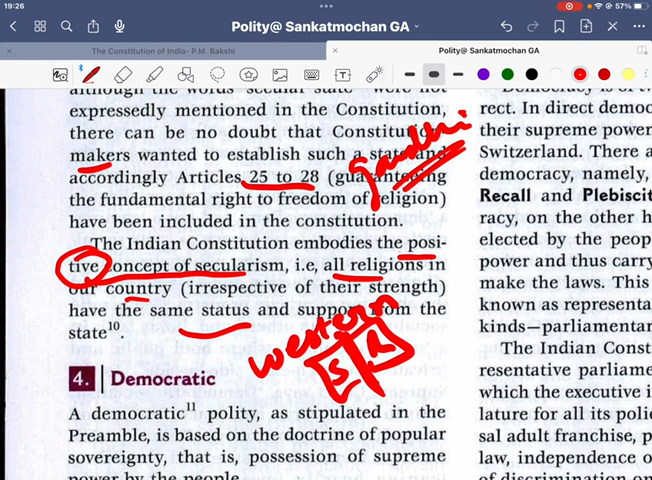 19:26
57%
Polity@ Sankatmochan GA
The Constitution of India- P.M. Bakshi
Polity@ Sankatmochan GA
although the words 'secular state' were not
expressedly mentioned in the Constitution,
there can be no doubt that Constitution
makers wanted to establish such a state and
accordingly Articles 25 to 28 (guaranteeing
the fundamental right to freedom of religion)
have been included in the constitution.
gandhi
The Indian Constitution embodies the posi-
tive concept of secularism, i.e, all religions in
our country (irrespective of their strength)
have the same status and support from the
state10.
western
S R
4. Democratic
A democratic11 polity, as stipulated in the
Preamble, is based on the doctrine of popular
sovereignty, that is, possession of supreme
power by the people.
rect. In direct democ
their supreme power
Switzerland. There a
democracy, namely,
Recall and Plebiscit
racy, on the other h
elected by the peop
power and thus carry
make the laws. This
known as representa
kinds—parliamentar
The Indian Const
resentative parliame
which the executive i
lature for all its polic
sal adult franchise, p
law, independence o
of discrimination on